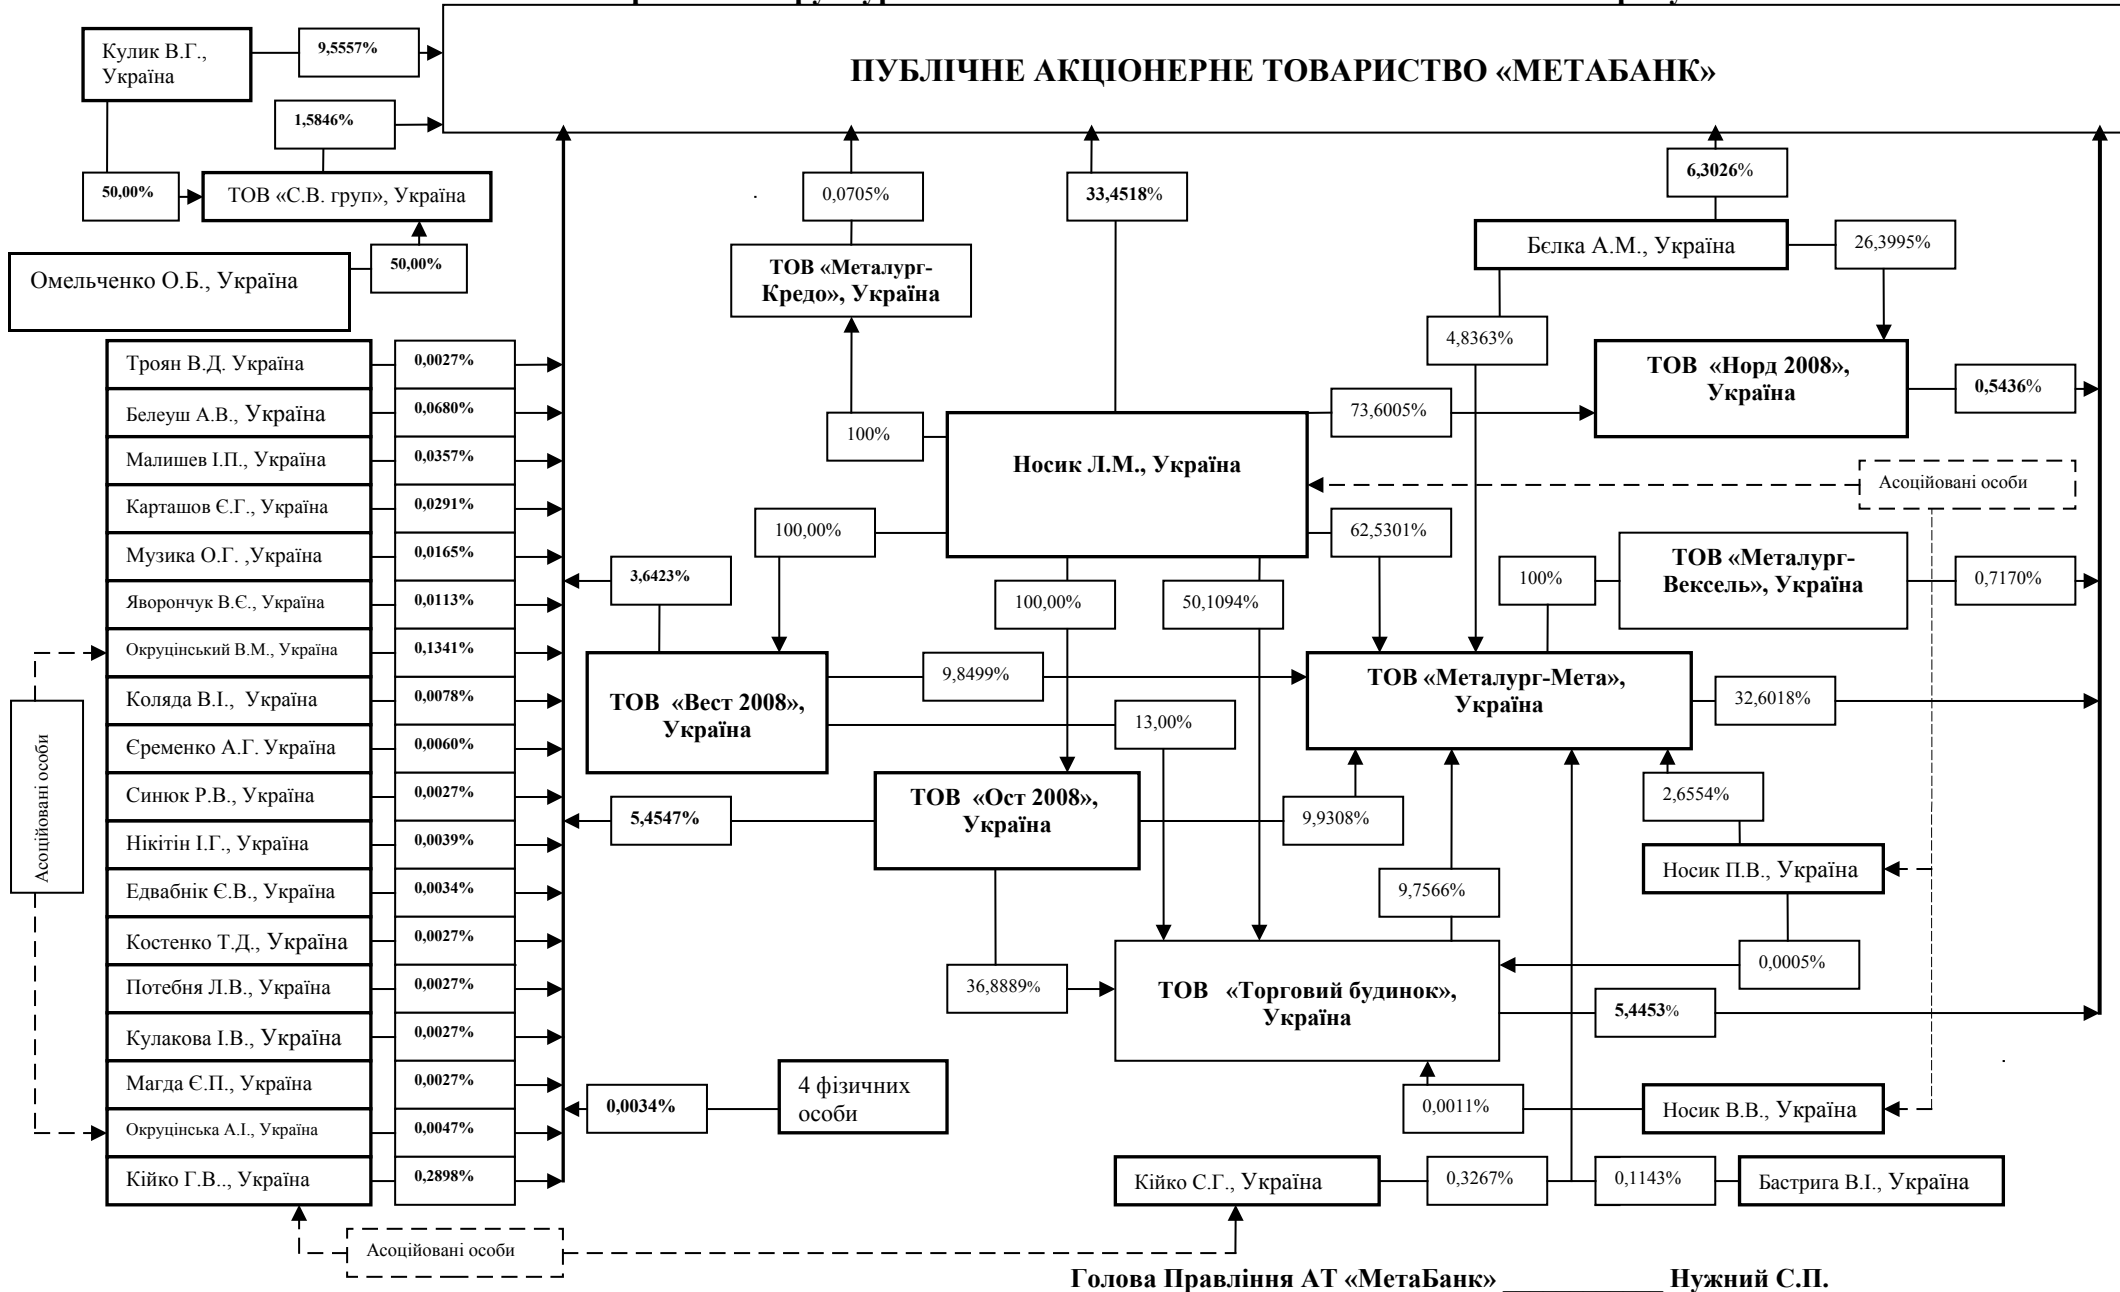 ПУБЛІЧНЕ АКЦІОНЕРНЕ ТОВАРИСТВО «МЕТАБАНК»
Кулик В.Г.,
Україна
9,5557%
1,5846%
50,00%
ТОВ «С.В. груп», Україна
50,00%
Омельченко О.Б., Україна
0,0705%
33,4518%
6,3026%
ТОВ «Металург-
Кредо», Україна
Бєлка А.М., Україна
26,3995%
4,8363%
Троян В.Д. Україна
0,0027%
Белеуш А.В., Україна
0,0680%
Малишев І.П., Україна
0,0357%
Карташов Є.Г., Україна
0,0291%
Музика О.Г. ,Україна
0,0165%
Яворончук В.Є., Україна
0,0113%
Окруцінський В.М., Україна
0,1341%
Коляда В.І., Україна
0,0078%
Єременко А.Г. Україна
0,0060%
Синюк Р.В., Україна
0,0027%
Нікітін І.Г., Україна
0,0039%
Едвабнік Є.В., Україна
0,0034%
Костенко Т.Д., Україна
0,0027%
Потебня Л.В., Україна
0,0027%
Кулакова І.В., Україна
0,0027%
Магда Є.П., Україна
0,0027%
Окруцінська А.І., Україна
0,0047%
Кійко Г.В.., Україна
0,2898%
Асоційовані особи
ТОВ «Норд 2008»,
Україна
0,5436%
73,6005%
100%
Носик Л.М., Україна
Асоційовані особи
100,00%
62,5301%
3,6423%
100,00%
50,1094%
100%
ТОВ «Металург-
Вексель», Україна
0,7170%
ТОВ «Вест 2008»,
Україна
9,8499%
13,00%
ТОВ «Металург-Мета»,
Україна
32,6018%
5,4547%
ТОВ «Ост 2008»,
Україна
9,9308%
2,6554%
9,7566%
Носик П.В., Україна
0,0005%
36,8889%
ТОВ «Торговий будинок»,
Україна
5,4453%
0,0034%
4 фізичних
особи
0,0011%
Носик В.В., Україна
Кійко С.Г., Україна
0,3267%
0,1143%
Бастрига В.І., Україна
Асоційовані особи
Голова Правління АТ «МетаБанк» ____________ Нужний С.П.